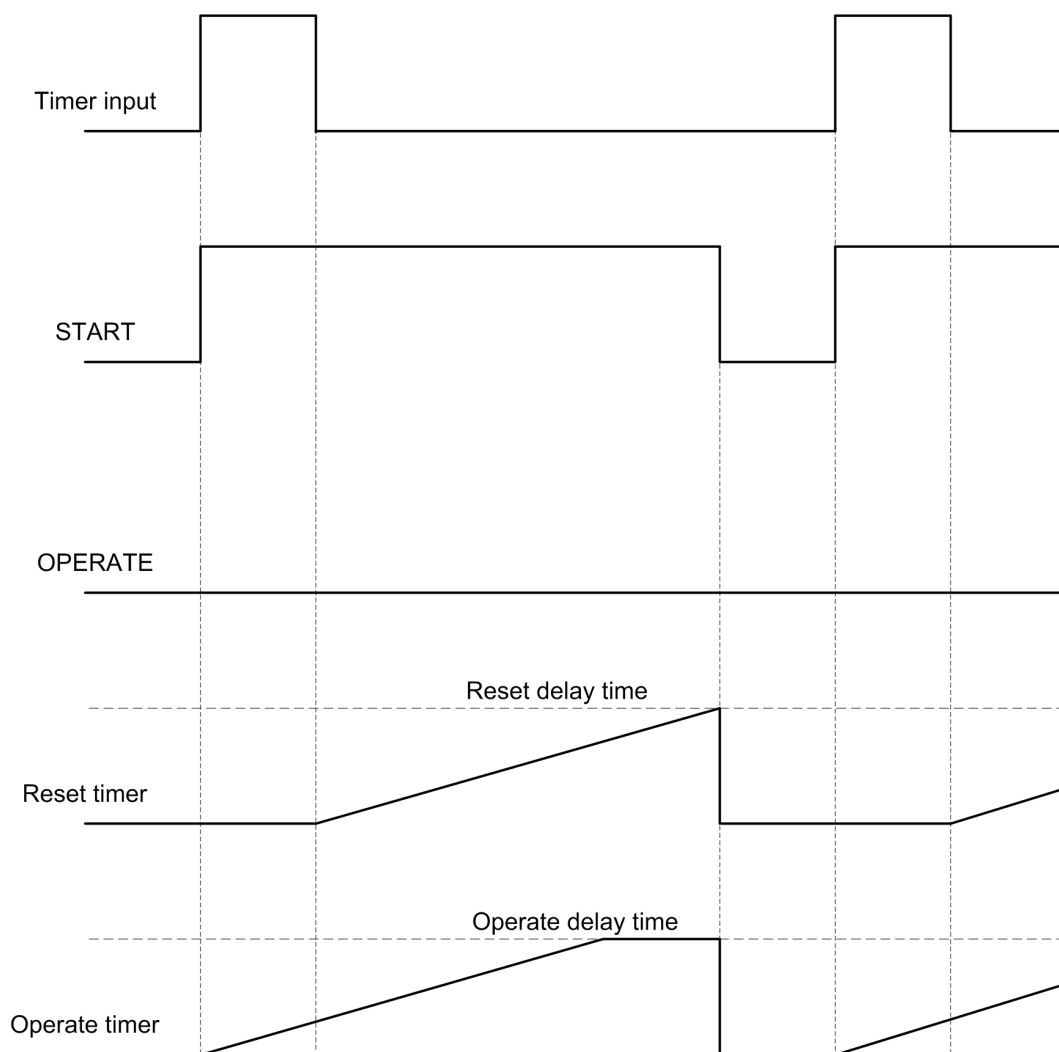 Timer input
START
OPERATE
Reset delay time
Reset timer
Operate delay time
Operate timer